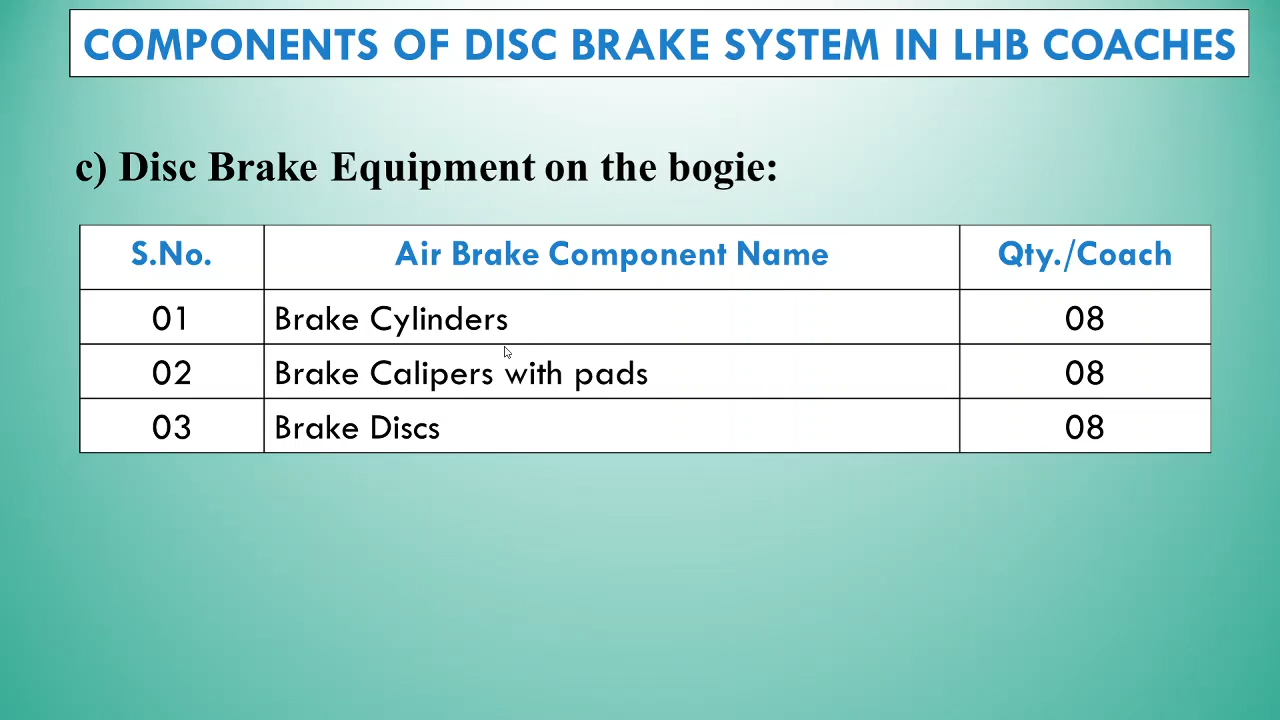 COMPONENTS OF DISC BRAKE SYSTEM IN LHB COACHES
c) Disc Brake Equipment on the bogie:
S.No. Air Brake Component Name Qty./Coach
01 Brake Cylinders 08
02 Brake Calipers with pads 08
03 Brake Discs 08